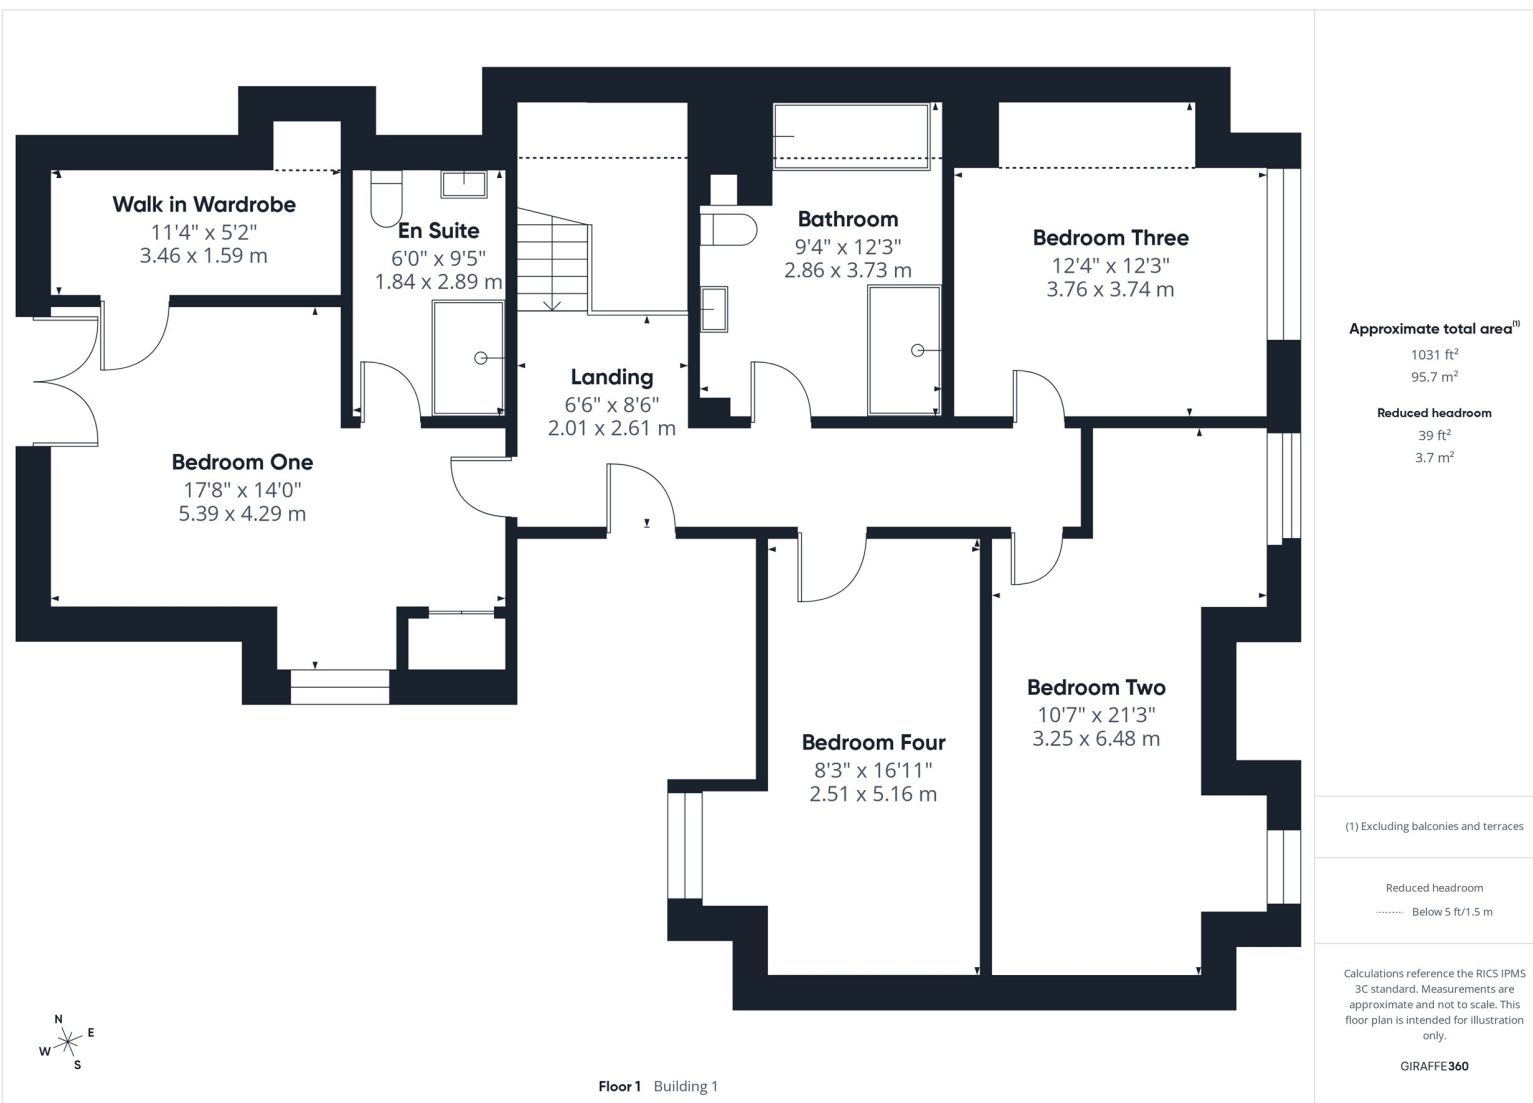 Walk in Wardrobe
11'4" x 5'2"
3.46 x 1.59 m
En Suite
6'0" x 9'5"
1.84 x 2.89 m
Bathroom
9'4" x 12'3"
2.86 x 3.73 m
Bedroom Three
12'4" x 12'3"
3.76 x 3.74 m
Landing
6'6" x 8'6"
2.01 x 2.61 m
Bedroom One
17'8" x 14'0"
5.39 x 4.29 m
Bedroom Four
8'3" x 16'11"
2.51 x 5.16 m
Bedroom Two
10'7" x 21'3"
3.25 x 6.48 m
N
E
W
S
Floor 1 Building 1
Approximate total area(1)
1031 ft²
95.7 m²
Reduced headroom
39 ft²
3.7 m²
(1) Excluding balconies and terraces
Reduced headroom
Below 5 ft/1.5 m
Calculations reference the RICS IPMS
3C standard. Measurements are
approximate and not to scale. This
floor plan is intended for illustration
only.
GIRAFFE360